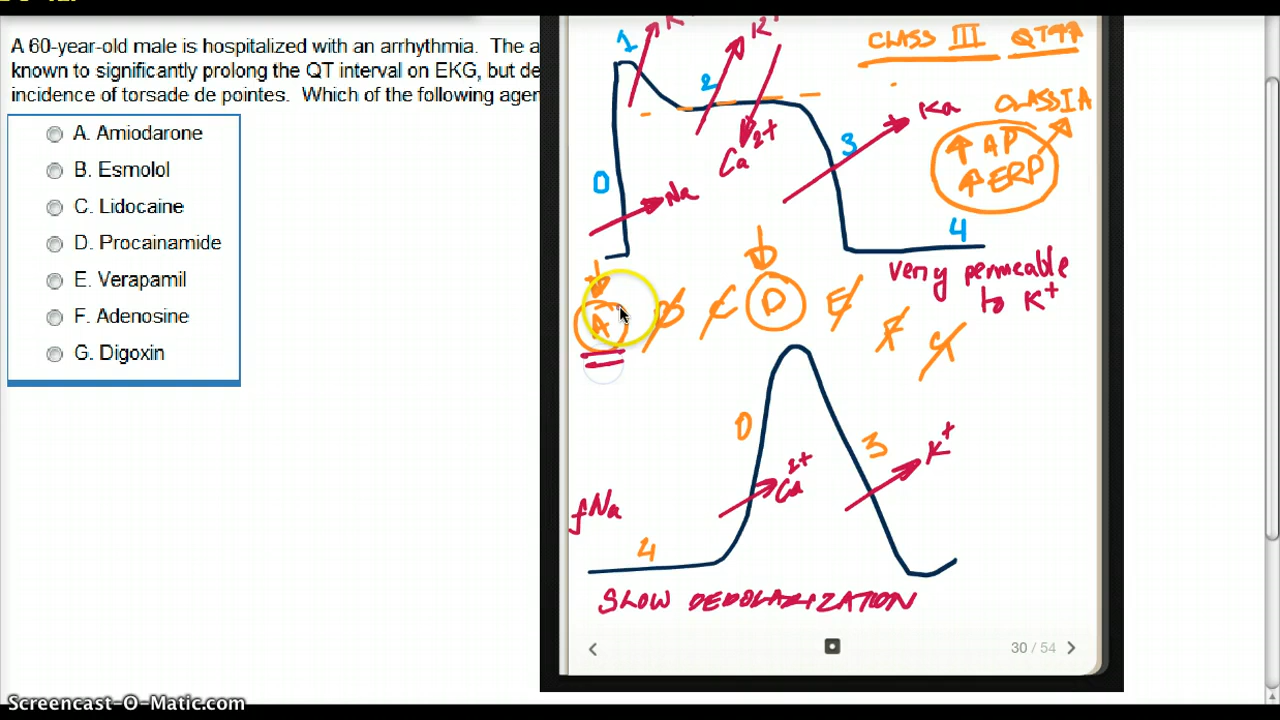 A 60-year-old male is hospitalized with an arrhythmia. The a
known to significantly prolong the QT interval on EKG, but de
incidence of torsade de pointes. Which of the following agen
A. Amiodarone
B. Esmolol
C. Lidocaine
D. Procainamide
E. Verapamil
F. Adenosine
G. Digoxin
CLASS III QT↑↑
CLASS IA
↑ AP
↑ ERP
1
K+
K+
2
Ca2+
3
Ka
0
Na
4
very permeable
to K+
A B C D E F G
0
3
K+
Ca2+
fNa
4
SLOW DEPOLARIZATION
30 / 54
Screencast-O-Matic.com